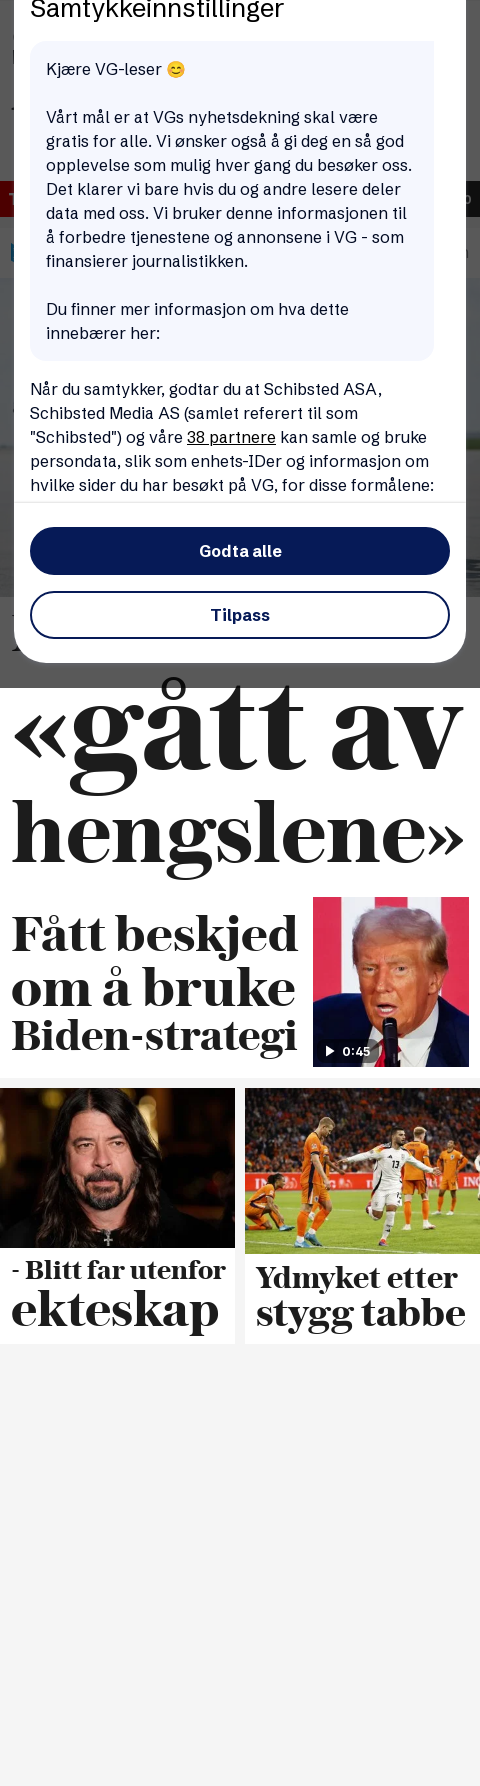 Samtykkeinnstillinger
Kjære VG-leser 😊
Vårt mål er at VGs nyhetsdekning skal være
gratis for alle. Vi ønsker også å gi deg en så god
opplevelse som mulig hver gang du besøker oss.
Det klarer vi bare hvis du og andre lesere deler
data med oss. Vi bruker denne informasjonen til
å forbedre tjenestene og annonsene i VG - som
finansierer journalistikken.
Du finner mer informasjon om hva dette
innebærer her:
Når du samtykker, godtar du at Schibsted ASA,
Schibsted Media AS (samlet referert til som
"Schibsted") og våre 38 partnere kan samle og bruke
persondata, slik som enhets-IDer og informasjon om
hvilke sider du har besøkt på VG, for disse formålene:
Godta alle
Tilpass
«gått av
hengslene»
Fått beskjed
om å bruke
Biden-strategi
0:45
- Blitt far utenfor
ekteskap
Ydmyket etter
stygg tabbe